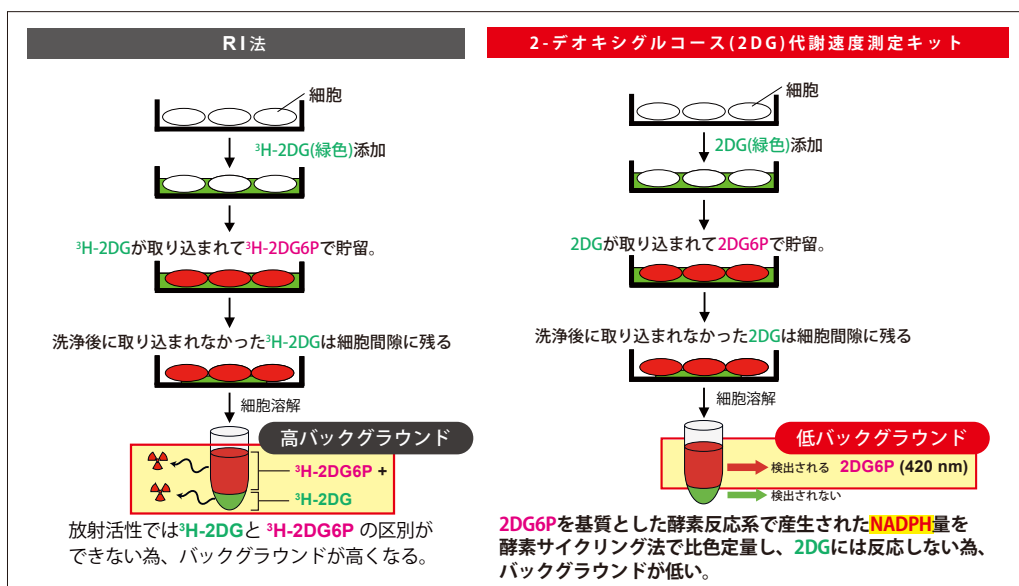 RI法
細胞
³H-2DG(緑色)添加
³H-2DGが取り込まれて³H-2DG6Pで貯留。
洗浄後に取り込まれなかった³H-2DGは細胞間隙に残る
細胞溶解
高バックグラウンド
³H-2DG6P +
³H-2DG
放射活性では³H-2DGと ³H-2DG6P の区別が
できない為、バックグラウンドが高くなる。
2-デオキシグルコース(2DG)代謝速度測定キット
細胞
2DG(緑色)添加
2DGが取り込まれて2DG6Pで貯留。
洗浄後に取り込まれなかった2DGは細胞間隙に残る
細胞溶解
低バックグラウンド
検出される 2DG6P (420 nm)
検出されない
2DG6Pを基質とした酵素反応系で産生されたNADPH量を
酵素サイクリング法で比色定量し、2DGには反応しない為、
バックグラウンドが低い。